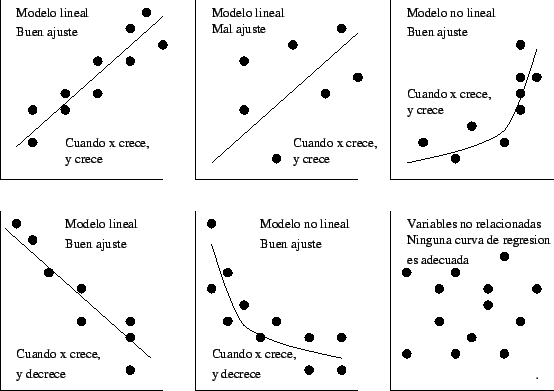 Modelo lineal
Buen ajuste
Cuando x crece,
y crece
Modelo lineal
Mal ajuste
Cuando x crece,
y crece
Modelo no lineal
Buen ajuste
Cuando x crece,
y crece
Modelo lineal
Buen ajuste
Cuando x crece,
y decrece
Modelo no lineal
Buen ajuste
Cuando x crece,
y decrece
Variables no relacionadas
Ninguna curva de regresion
es adecuada
.